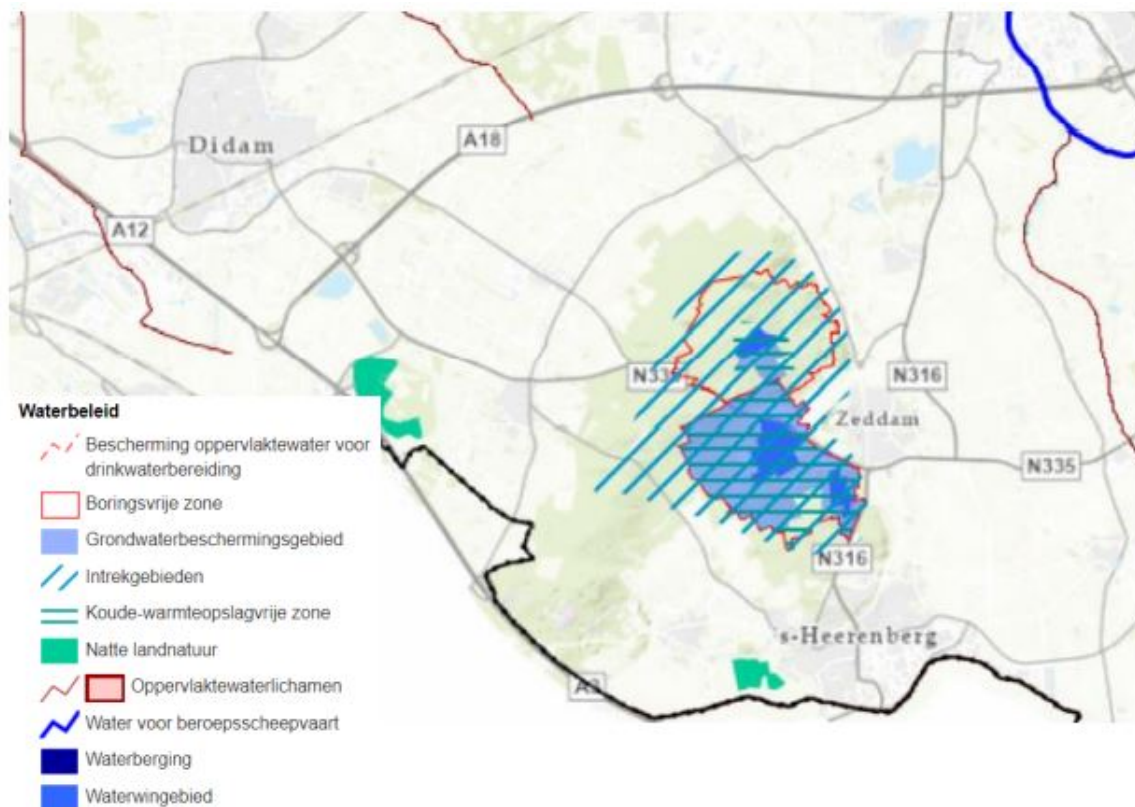 Didam
A18
A12
N335
N316
Zeddam
N335
N316
's-Heerenberg
A3
Waterbeleid
Bescherming oppervlaktewater voor
drinkwaterbereiding
Boringsvrije zone
Grondwaterbeschermingsgebied
Intrekgebieden
Koude-warmteopslagvrije zone
Natte landnatuur
Oppervlaktewaterlichamen
Water voor beroepsscheepvaart
Waterberging
Waterwingebied